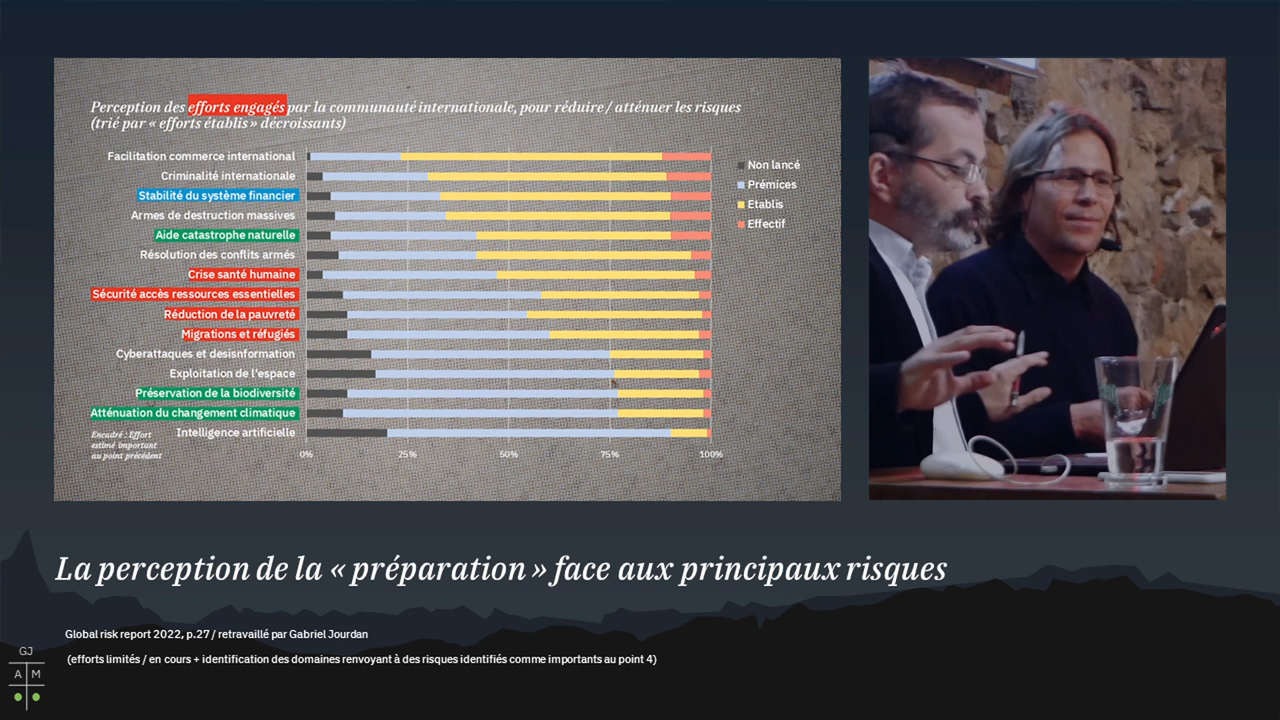 Perception des efforts engagés par la communauté internationale, pour réduire / atténuer les risques
(trié par « efforts établis » décroissants)
Facilitation commerce international
Criminalité internationale
Stabilité du système financier
Armes de destruction massives
Aide catastrophe naturelle
Résolution des conflits armés
Crise santé humaine
Sécurité accès ressources essentielles
Réduction de la pauvreté
Migrations et réfugiés
Cyberattaques et desisnformation
Exploitation de l'espace
Préservation de la biodiversité
Atténuation du changement climatique
Intelligence artificielle
Encadré : Effort
estimé important
au point précédent
0%
25%
50%
75%
100%
Non lancé
Prémices
Etablis
Effectif
La perception de la « préparation » face aux principaux risques
Global risk report 2022, p.27 / retravaillé par Gabriel Jourdan
(efforts limités / en cours + identification des domaines renvoyant à des risques identifiés comme importants au point 4)
GJ
A M